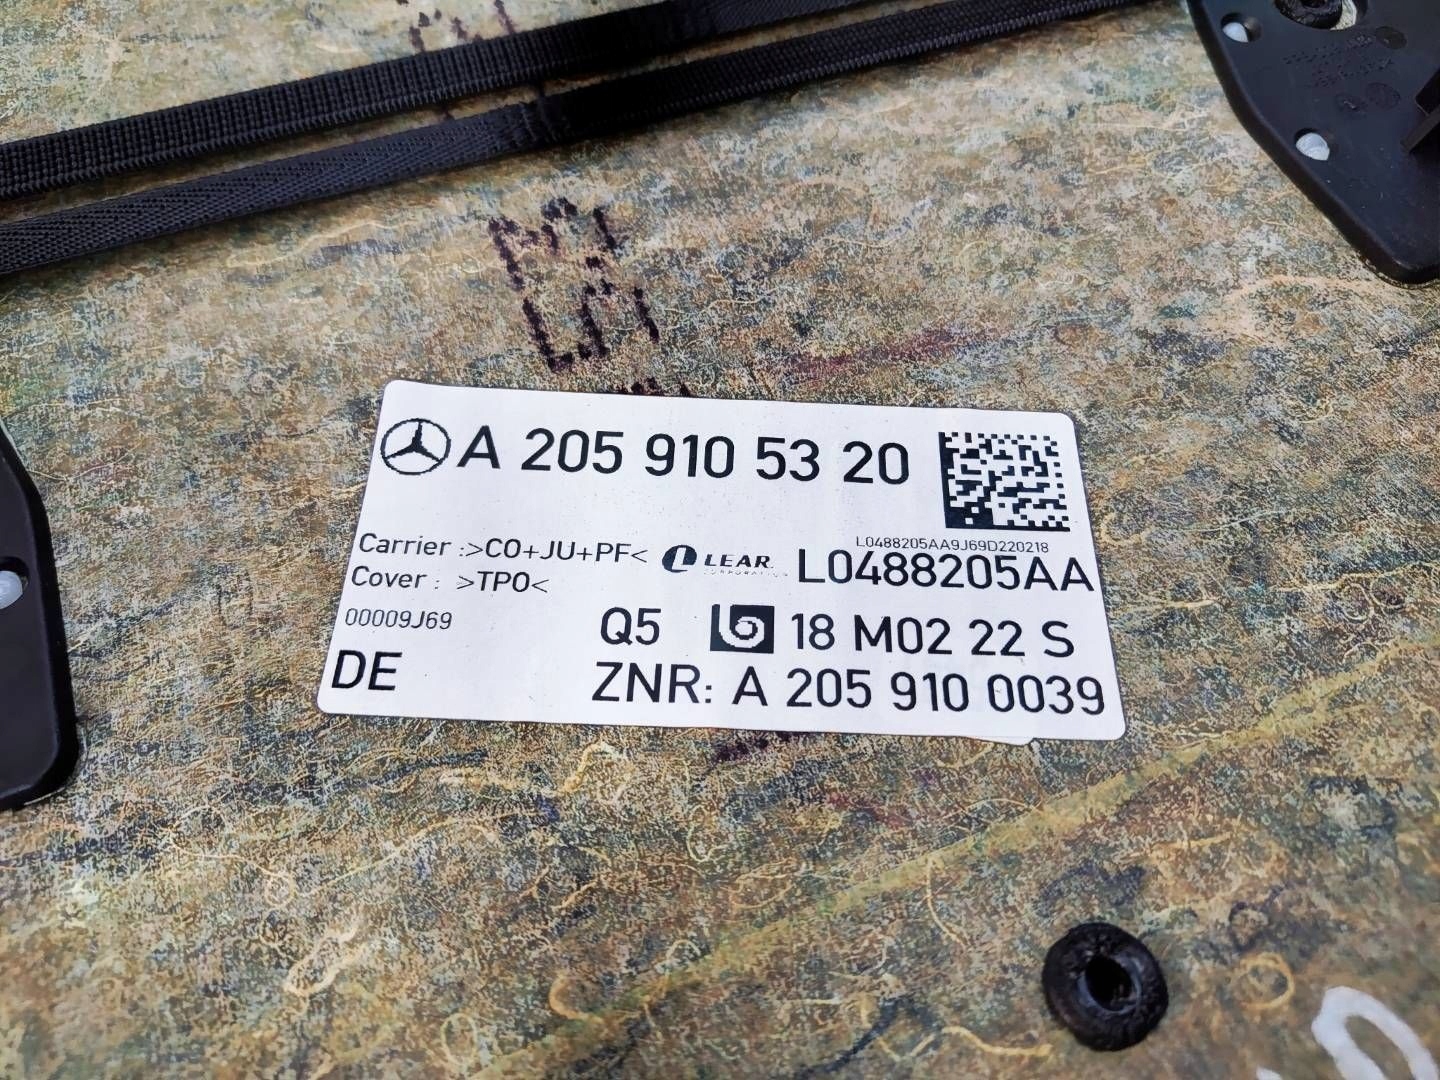 A 205 910 53 20
L0488205AA9J69D220218
Carrier :>CO+JU+PF< LEAR. L0488205AA
CORPORATION
Cover : >TPO<
00009J69 Q5 18 M02 22 S
DE ZNR: A 205 910 0039